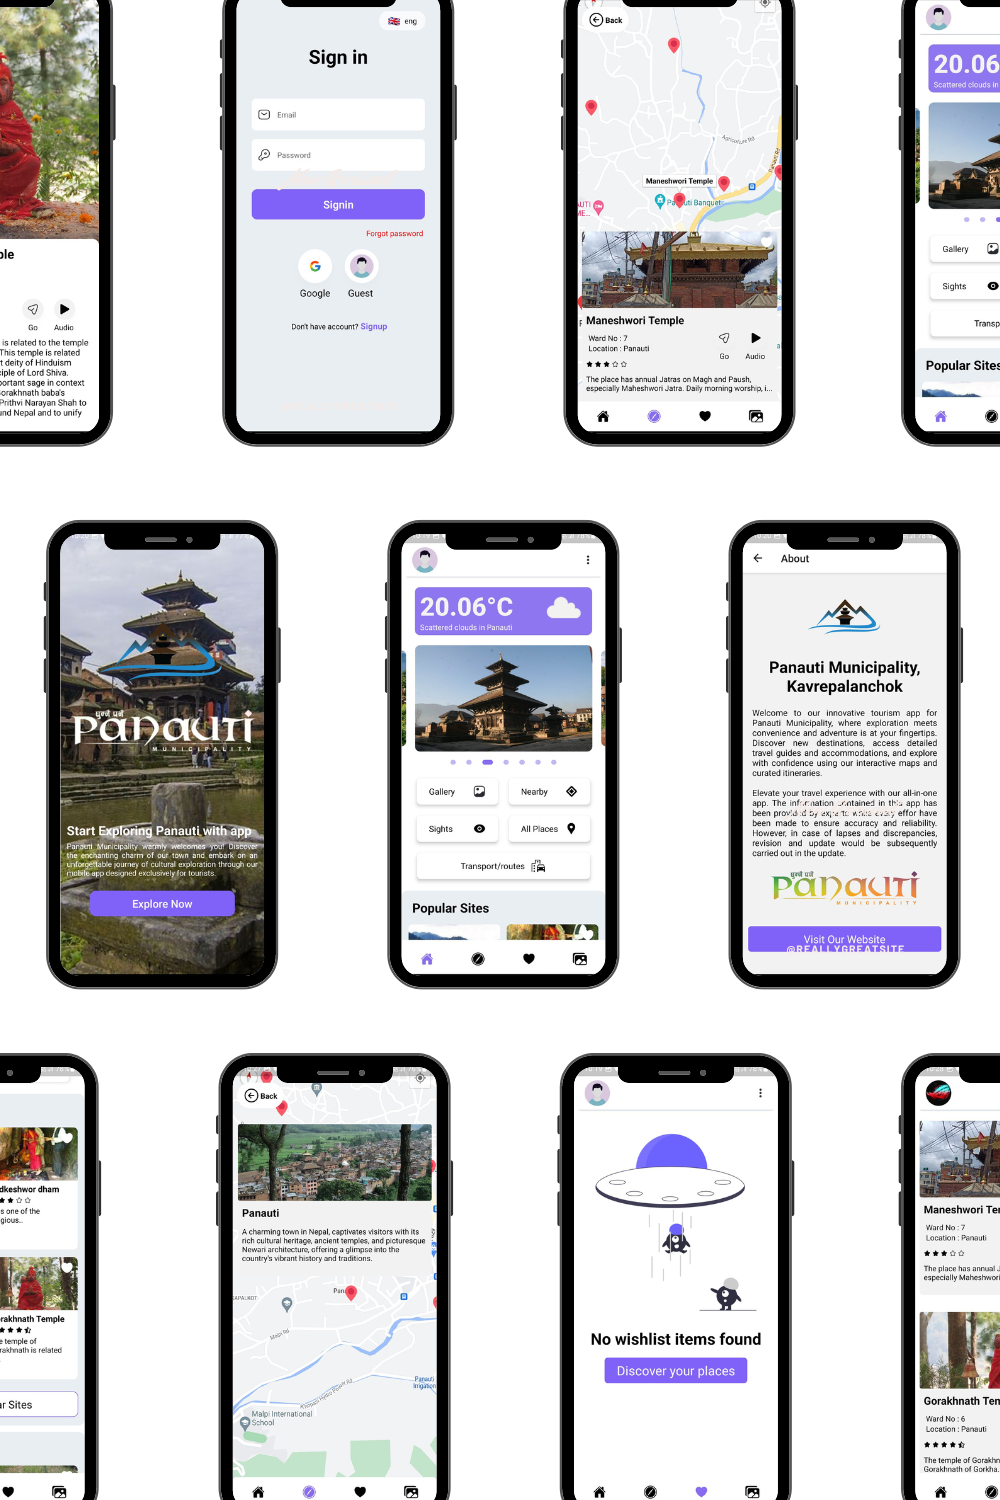 ple
Go Audio
is related to the temple
This temple is related
t deity of Hinduism
ciple of Lord Shiva.
portant sage in context
Gorakhnath baba's
Prithvi Narayan Shah to
und Nepal and to unify
eng
Sign in
Email
Password
Signin
Forgot password
Google Guest
Don't have account? Signup
Back
Agriculture Rd
Maneshwori Temple
Panauti Banquet
AUTI
ME...
Maneshwori Temple
Ward No : 7
Location : Panauti
Go Audio
The place has annual Jatras on Magh and Paush,
especially Maheshwori Jatra. Daily morning worship, i...
20.06
Scattered clouds in
Gallery
Sights
Transp
Popular Sites
PANAUTI
MUNICIPALITY
Start Exploring Panauti with app
Panauti Municipality warmly welcomes you! Discover
the enchanting charm of our town and embark on an
unforgettable journey of cultural exploration through our
mobile app designed exclusively for tourists.
Explore Now
20.06°C
Scattered clouds in Panauti
Gallery Nearby
Sights All Places
Transport/routes
Popular Sites
About
Panauti Municipality,
Kavrepalanchok
Welcome to our innovative tourism app for
Panauti Municipality, where exploration meets
convenience and adventure is at your fingertips.
Discover new destinations, access detailed
travel guides and accommodations, and explore
with confidence using our interactive maps and
curated itineraries.
Elevate your travel experience with our all-in-one
app. The information contained in the app has
been provided by experts effor have
been made to ensure accuracy and reliability.
However, in case of lapses and discrepancies,
revision and update would be subsequently
carried out in the update.
PANAUTI
MUNICIPALITY
Visit Our Website
@REALLYGREATSITE
dkeshwor dham
s one of the
gious..
rakhnath Temple
e temple of
rakhnath is related
ar Sites
Back
Panauti
A charming town in Nepal, captivates visitors with its
rich cultural heritage, ancient temples, and picturesque
Newari architecture, offering a glimpse into the
country's vibrant history and traditions.
Malpi International
School
Panauti
Irrigation
No wishlist items found
Discover your places
Maneshwori Tem
Ward No : 7
Location : Panauti
The place has annual J
especially Maheshwori
Gorakhnath Tem
Ward No : 6
Location : Panauti
The temple of Gorakhn
Gorakhnath of Gorkha.